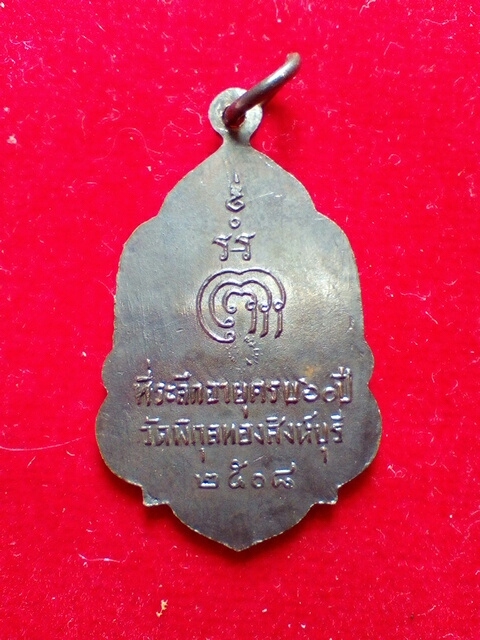 ที่ระลึกอายุครบ๖๐ปี
วัดพิกุลทองสิงห์บุรี
๒๕๑๘